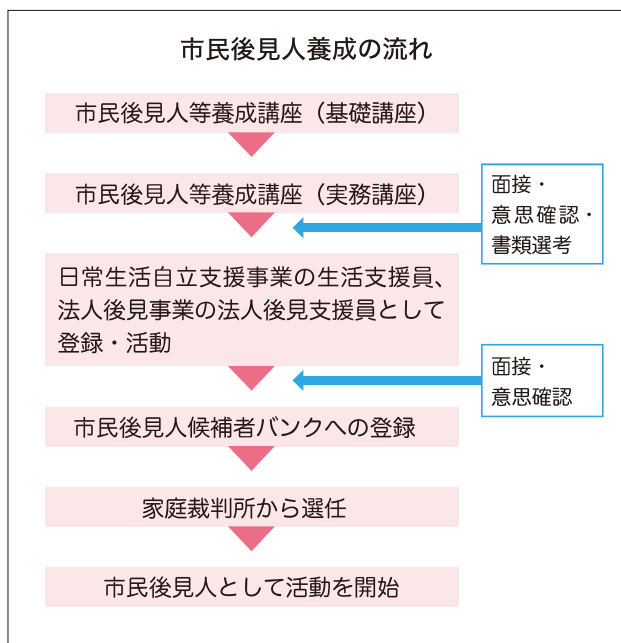 市民後見人養成の流れ
市民後見人等養成講座（基礎講座）
市民後見人等養成講座（実務講座）
面接・
意思確認・
書類選考
日常生活自立支援事業の生活支援員、
法人後見事業の法人後見支援員として
登録・活動
面接・
意思確認
市民後見人候補者バンクへの登録
家庭裁判所から選任
市民後見人として活動を開始